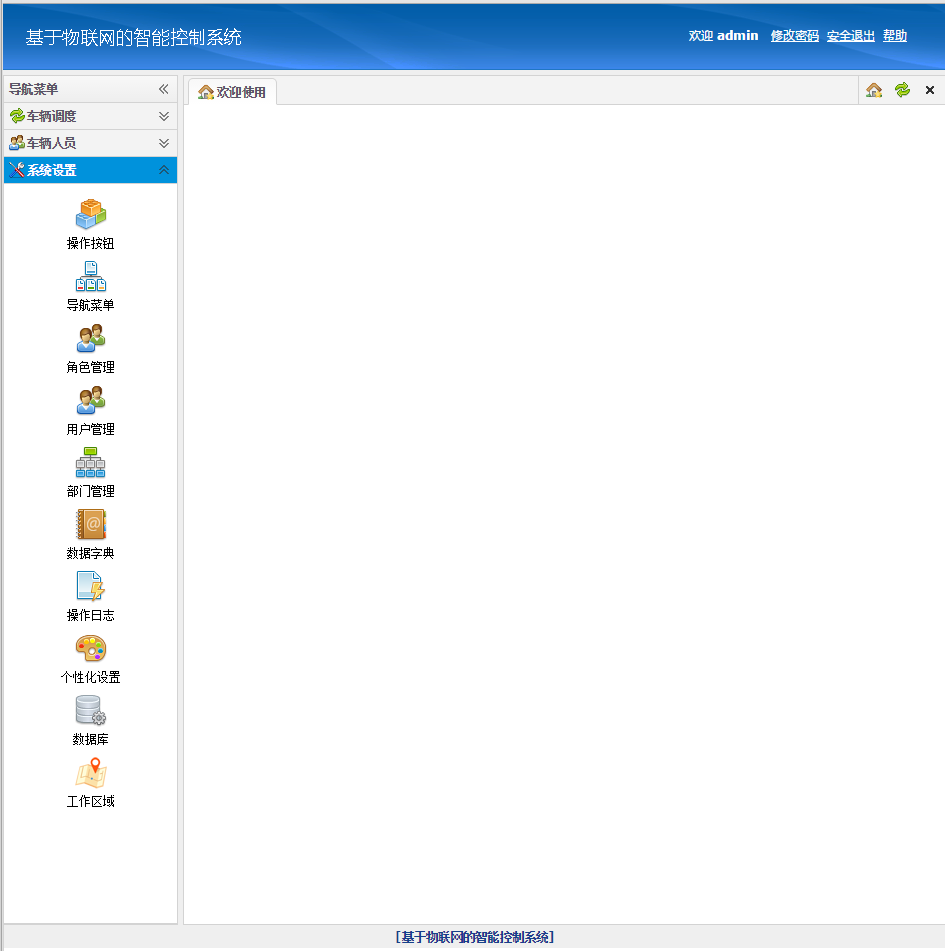 基于物联网的智能控制系统
欢迎 admin 修改密码 安全退出 帮助
导航菜单
车辆调度
车辆人员
系统设置
操作按钮
导航菜单
角色管理
用户管理
部门管理
数据字典
操作日志
个性化设置
数据库
工作区域
欢迎使用
[基于物联网的智能控制系统]